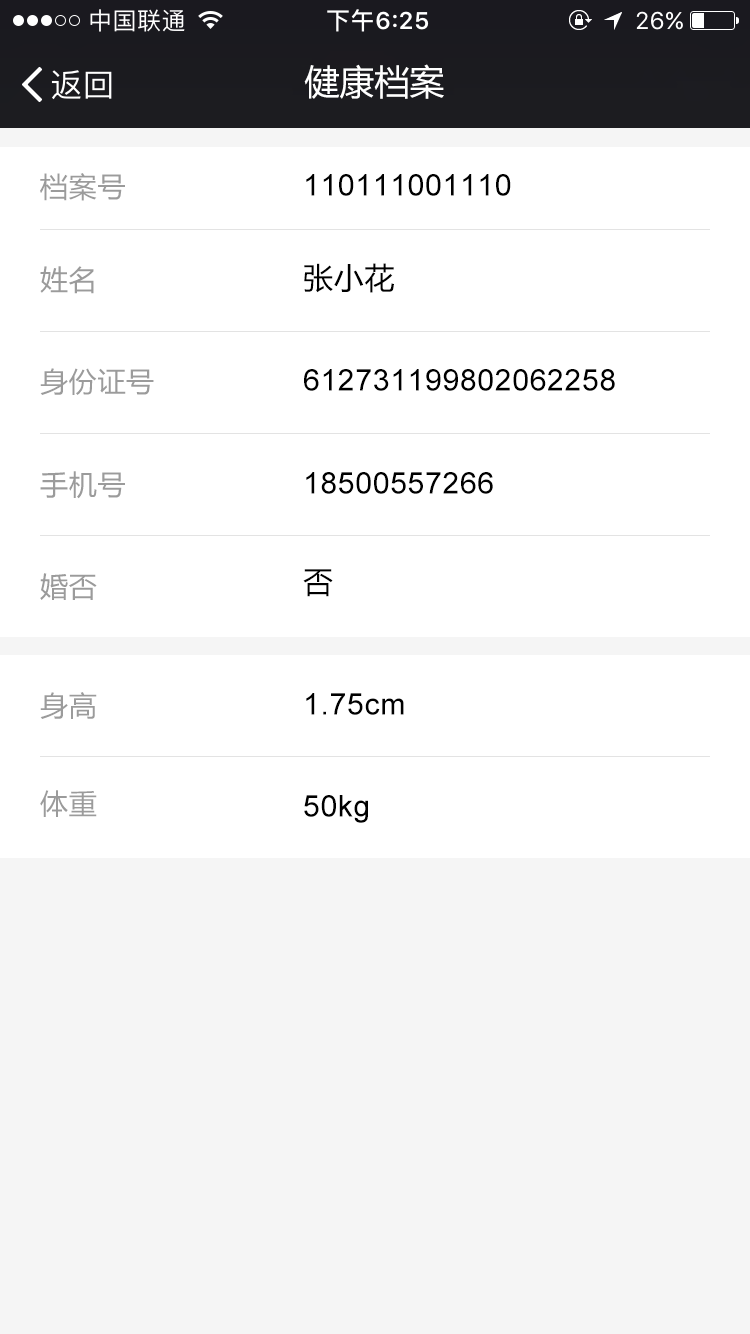 中国联通 下午6:25 26%
返回 健康档案
档案号 110111001110
姓名 张小花
身份证号 612731199802062258
手机号 18500557266
婚否 否
身高 1.75cm
体重 50kg